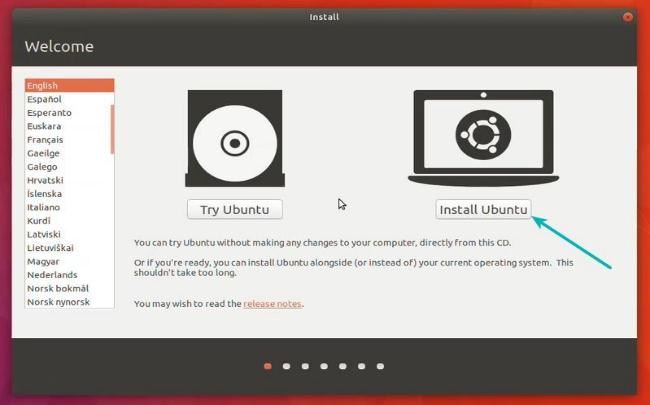 Install
Welcome
English
Español
Esperanto
Euskara
Français
Gaeilge
Galego
Hrvatski
Íslenska
Italiano
Kurdî
Latviski
Lietuviškai
Magyar
Nederlands
Norsk bokmål
Norsk nynorsk
Try Ubuntu
Install Ubuntu
You can try Ubuntu without making any changes to your computer, directly from this CD.
Or if you're ready, you can install Ubuntu alongside (or instead of) your current operating system. This
shouldn't take too long.
You may wish to read the release notes.